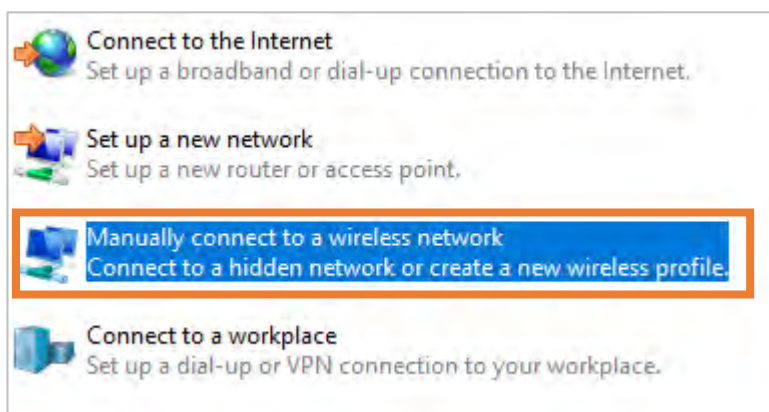 Connect to the Internet
Set up a broadband or dial-up connection to the Internet.
Set up a new network
Set up a new router or access point.
Manually connect to a wireless network
Connect to a hidden network or create a new wireless profile.
Connect to a workplace
Set up a dial-up or VPN connection to your workplace.